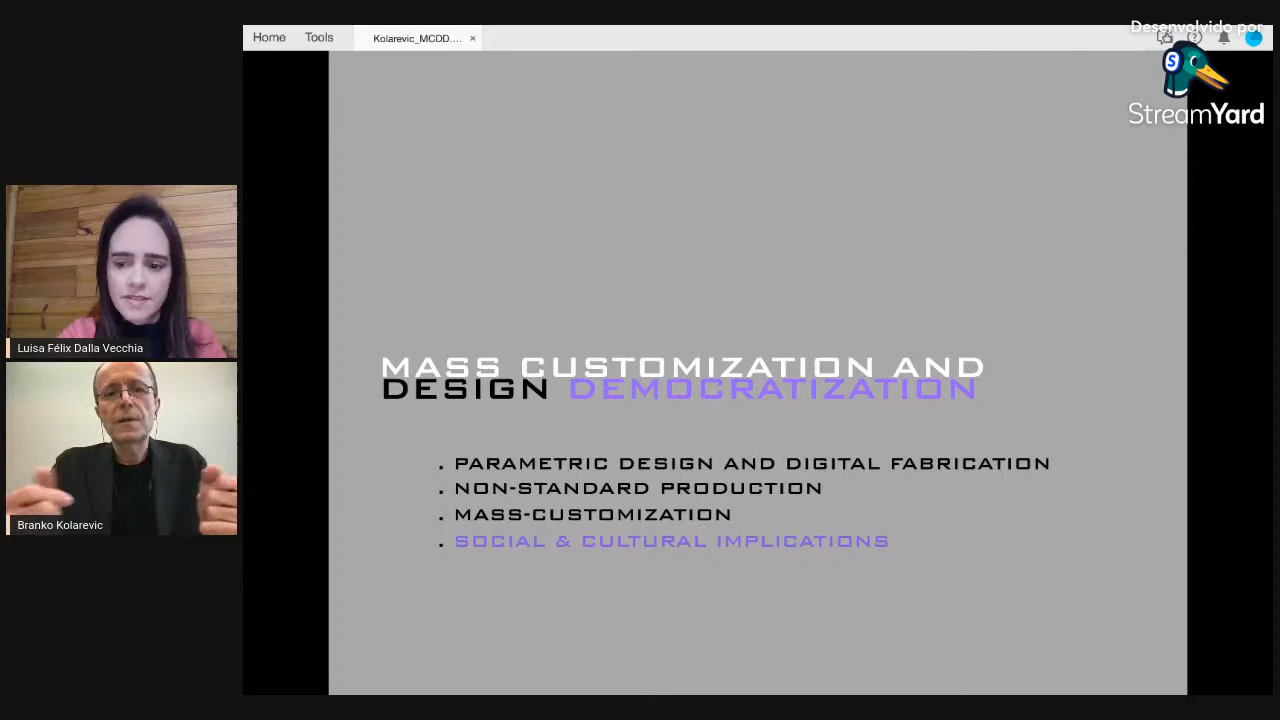 Home Tools Kolarevic_MCDD.... ×
Desenvolvido por
S
StreamYard
MASS CUSTOMIZATION AND
DESIGN DEMOCRATIZATION
. PARAMETRIC DESIGN AND DIGITAL FABRICATION
. NON-STANDARD PRODUCTION
. MASS-CUSTOMIZATION
. SOCIAL & CULTURAL IMPLICATIONS
Luisa Félix Dalla Vecchia
Branko Kolarevic